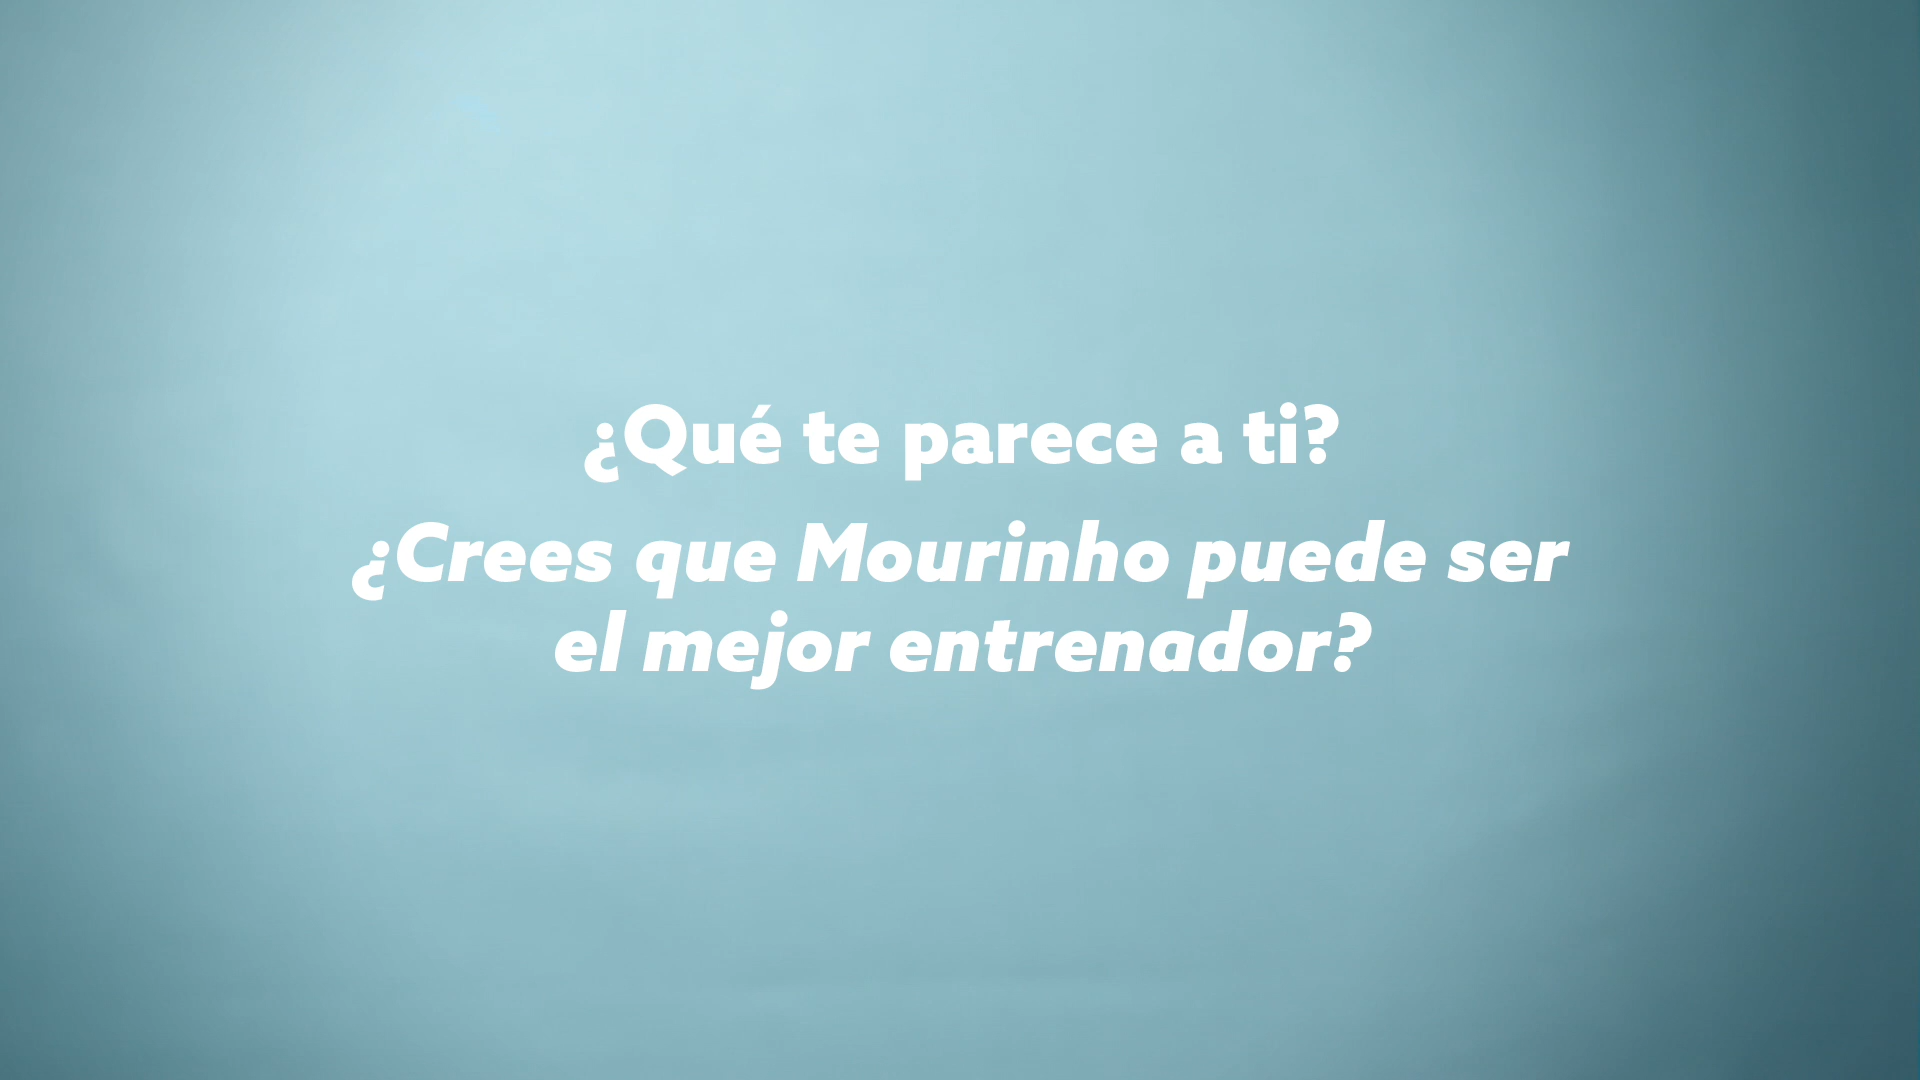 ¿Qué te parece a ti?
¿Crees que Mourinho puede ser
el mejor entrenador?